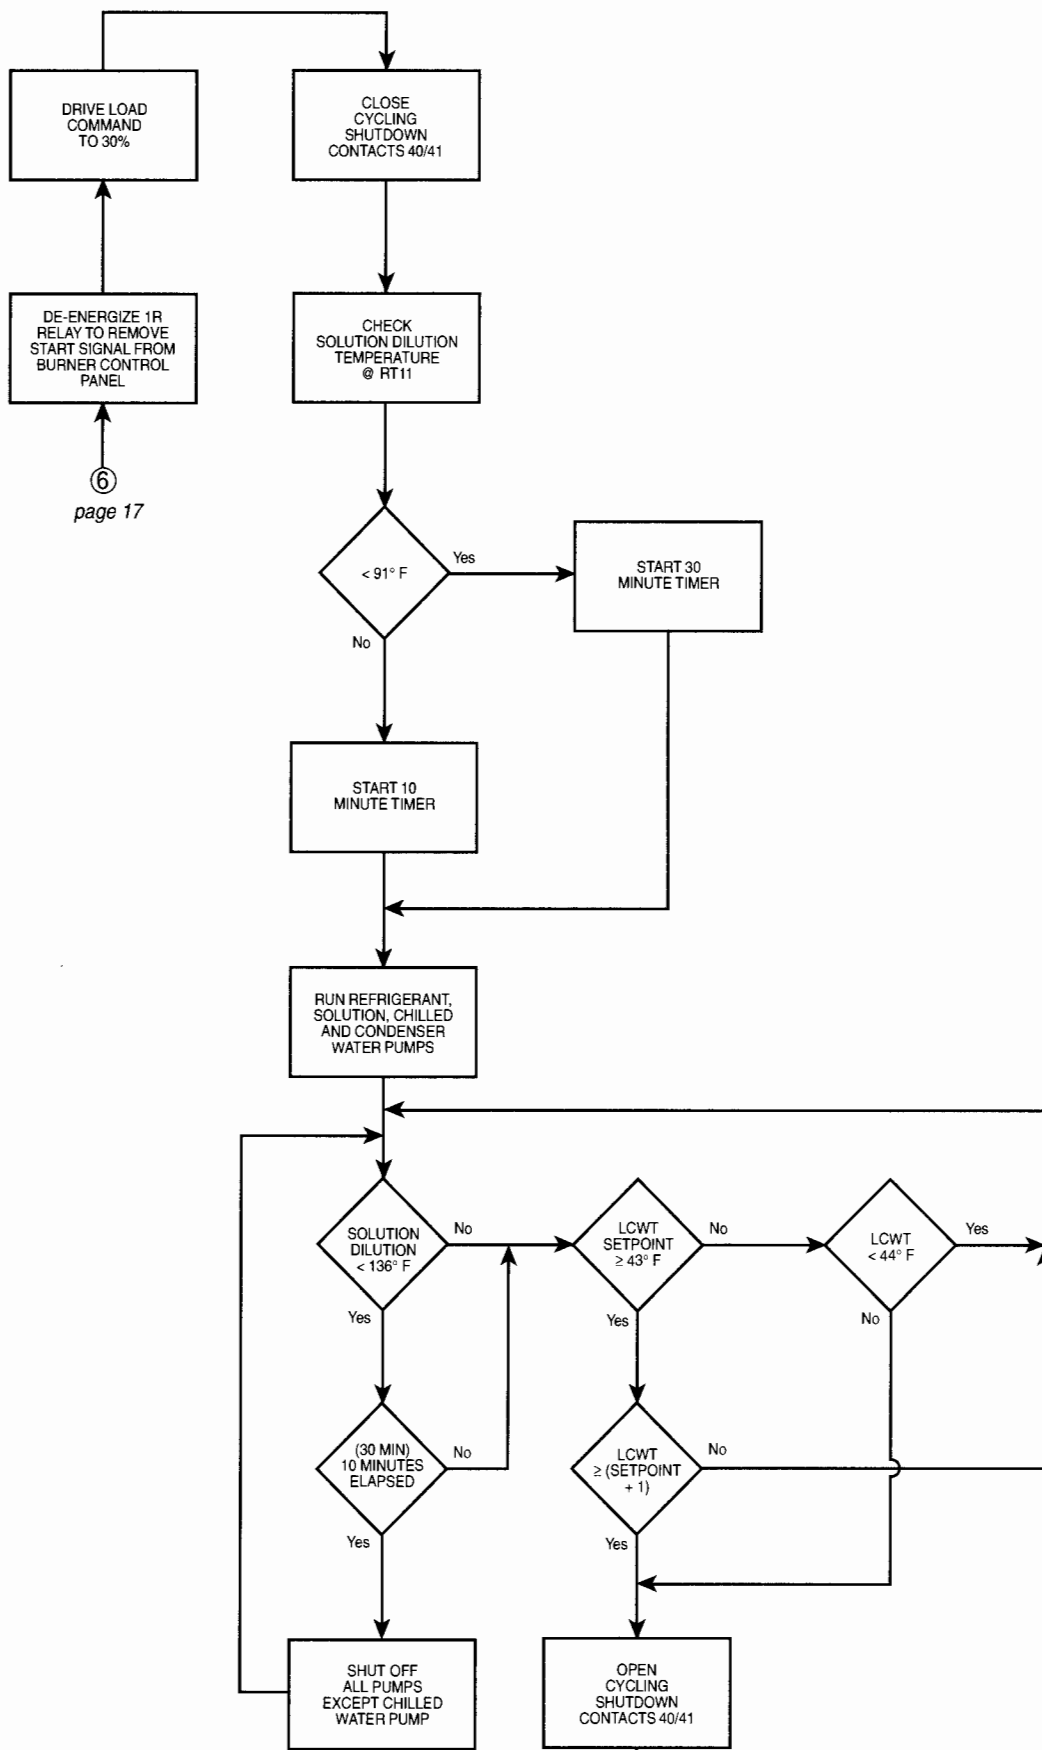 DRIVE LOAD
COMMAND
TO 30%
CLOSE
CYCLING
SHUTDOWN
CONTACTS 40/41
DE-ENERGIZE 1R
RELAY TO REMOVE
START SIGNAL FROM
BURNER CONTROL
PANEL
CHECK
SOLUTION DILUTION
TEMPERATURE
@ RT11
⑥
page 17
< 91° F
Yes
No
START 30
MINUTE TIMER
START 10
MINUTE TIMER
RUN REFRIGERANT,
SOLUTION, CHILLED
AND CONDENSER
WATER PUMPS
SOLUTION
DILUTION
< 136° F
No
Yes
LCWT
SETPOINT
≥ 43° F
No
Yes
LCWT
< 44° F
Yes
No
(30 MIN)
10 MINUTES
ELAPSED
No
Yes
LCWT
≥ (SETPOINT
+ 1)
No
Yes
SHUT OFF
ALL PUMPS
EXCEPT CHILLED
WATER PUMP
OPEN
CYCLING
SHUTDOWN
CONTACTS 40/41